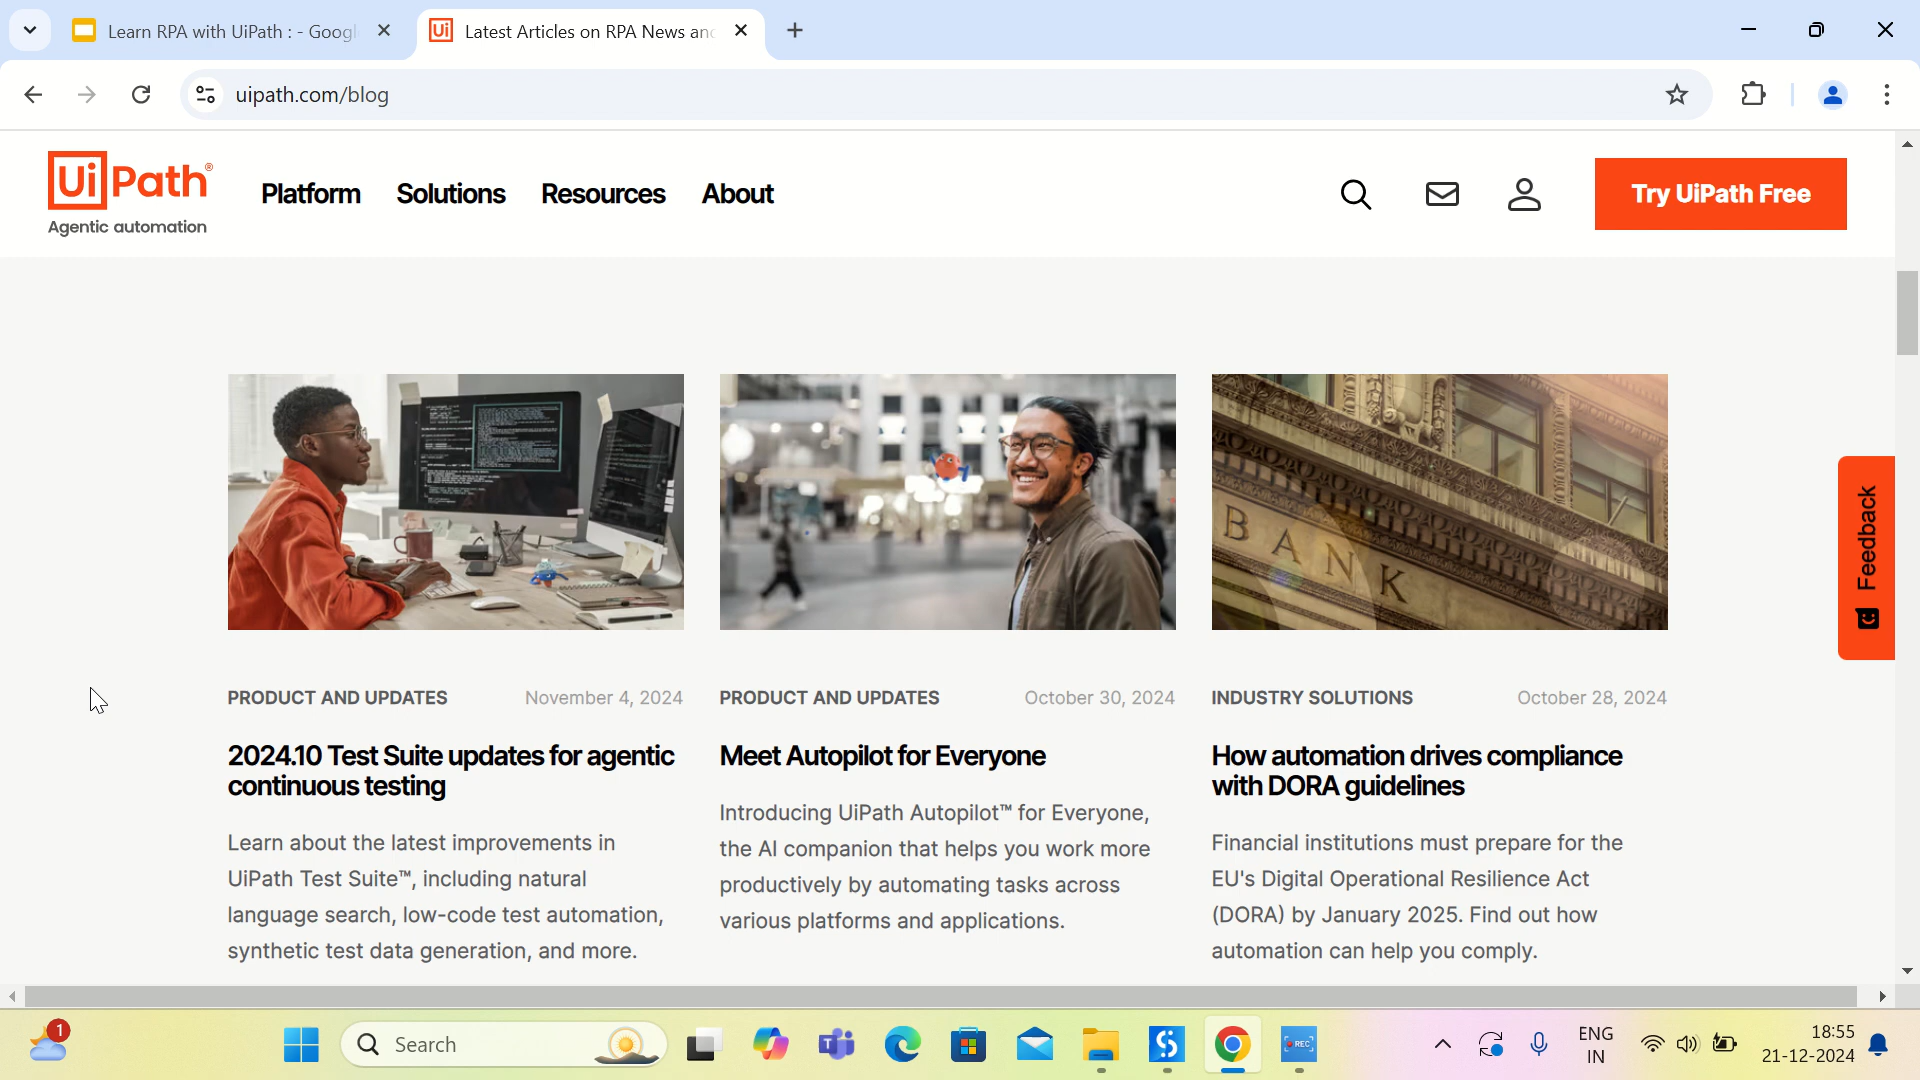 Learn RPA with UiPath : - Googl
Latest Articles on RPA News an
uipath.com/blog
UiPath®
Agentic automation
Platform
Solutions
Resources
About
Try UiPath Free
BANK
Feedback
PRODUCT AND UPDATES
November 4, 2024
2024.10 Test Suite updates for agentic
continuous testing
Learn about the latest improvements in
UiPath Test Suite™, including natural
language search, low-code test automation,
synthetic test data generation, and more.
PRODUCT AND UPDATES
October 30, 2024
Meet Autopilot for Everyone
Introducing UiPath Autopilot™ for Everyone,
the AI companion that helps you work more
productively by automating tasks across
various platforms and applications.
INDUSTRY SOLUTIONS
October 28, 2024
How automation drives compliance
with DORA guidelines
Financial institutions must prepare for the
EU's Digital Operational Resilience Act
(DORA) by January 2025. Find out how
automation can help you comply.
1
Search
REC
ENG
IN
18:55
21-12-2024